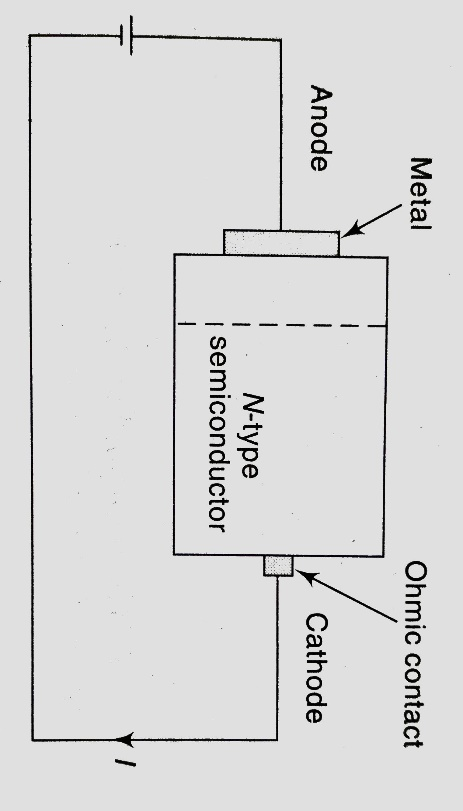 Metal
Anode
N-type
semiconductor
Ohmic contact
Cathode
I